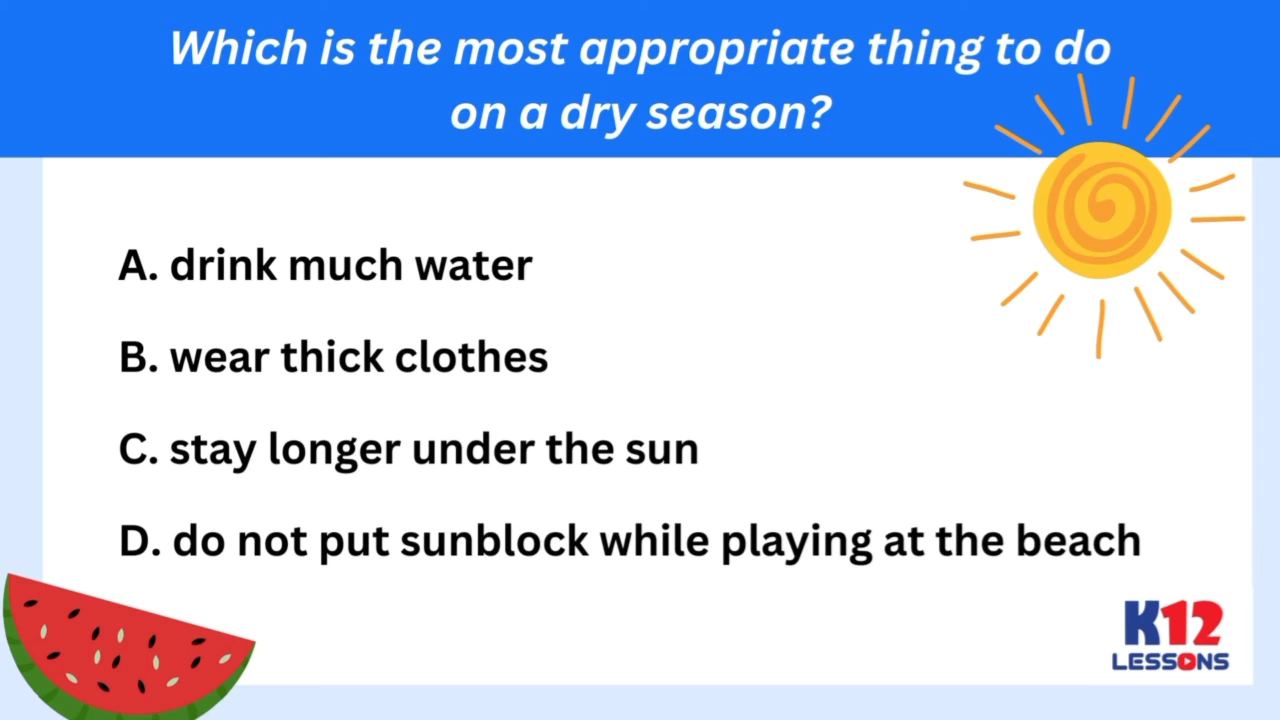 Which is the most appropriate thing to do
on a dry season?
A. drink much water
B. wear thick clothes
C. stay longer under the sun
D. do not put sunblock while playing at the beach
K12
LESSONS